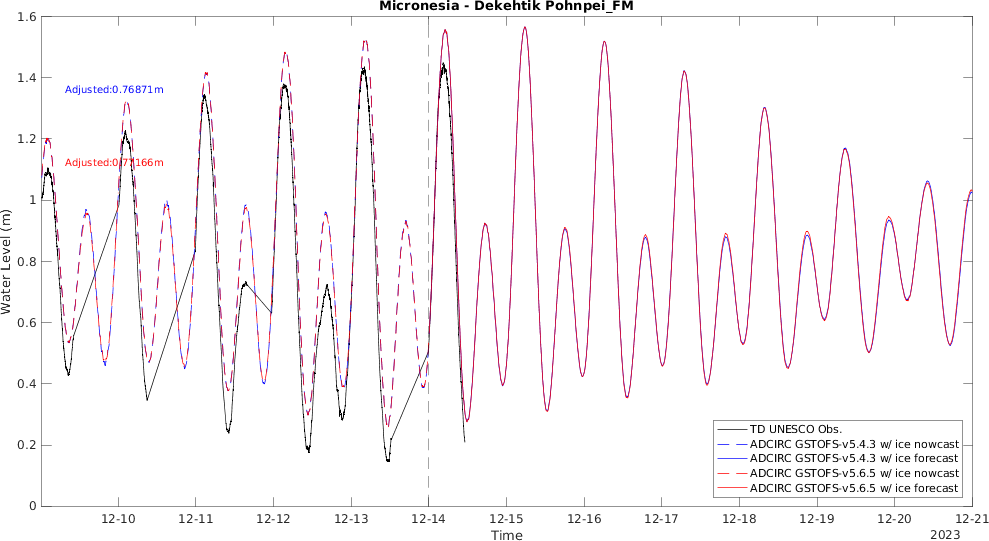 Micronesia - Dekehtik Pohnpei_FM
Water Level (m)
1.6
1.4
1.2
1
0.8
0.6
0.4
0.2
0
Adjusted:0.76871m
Adjusted:0.77166m
TD UNESCO Obs.
ADCIRC GSTOFS-v5.4.3 w/ ice nowcast
ADCIRC GSTOFS-v5.4.3 w/ ice forecast
ADCIRC GSTOFS-v5.6.5 w/ ice nowcast
ADCIRC GSTOFS-v5.6.5 w/ ice forecast
12-10 12-11 12-12 12-13 12-14 12-15 12-16 12-17 12-18 12-19 12-20 12-21
Time
2023